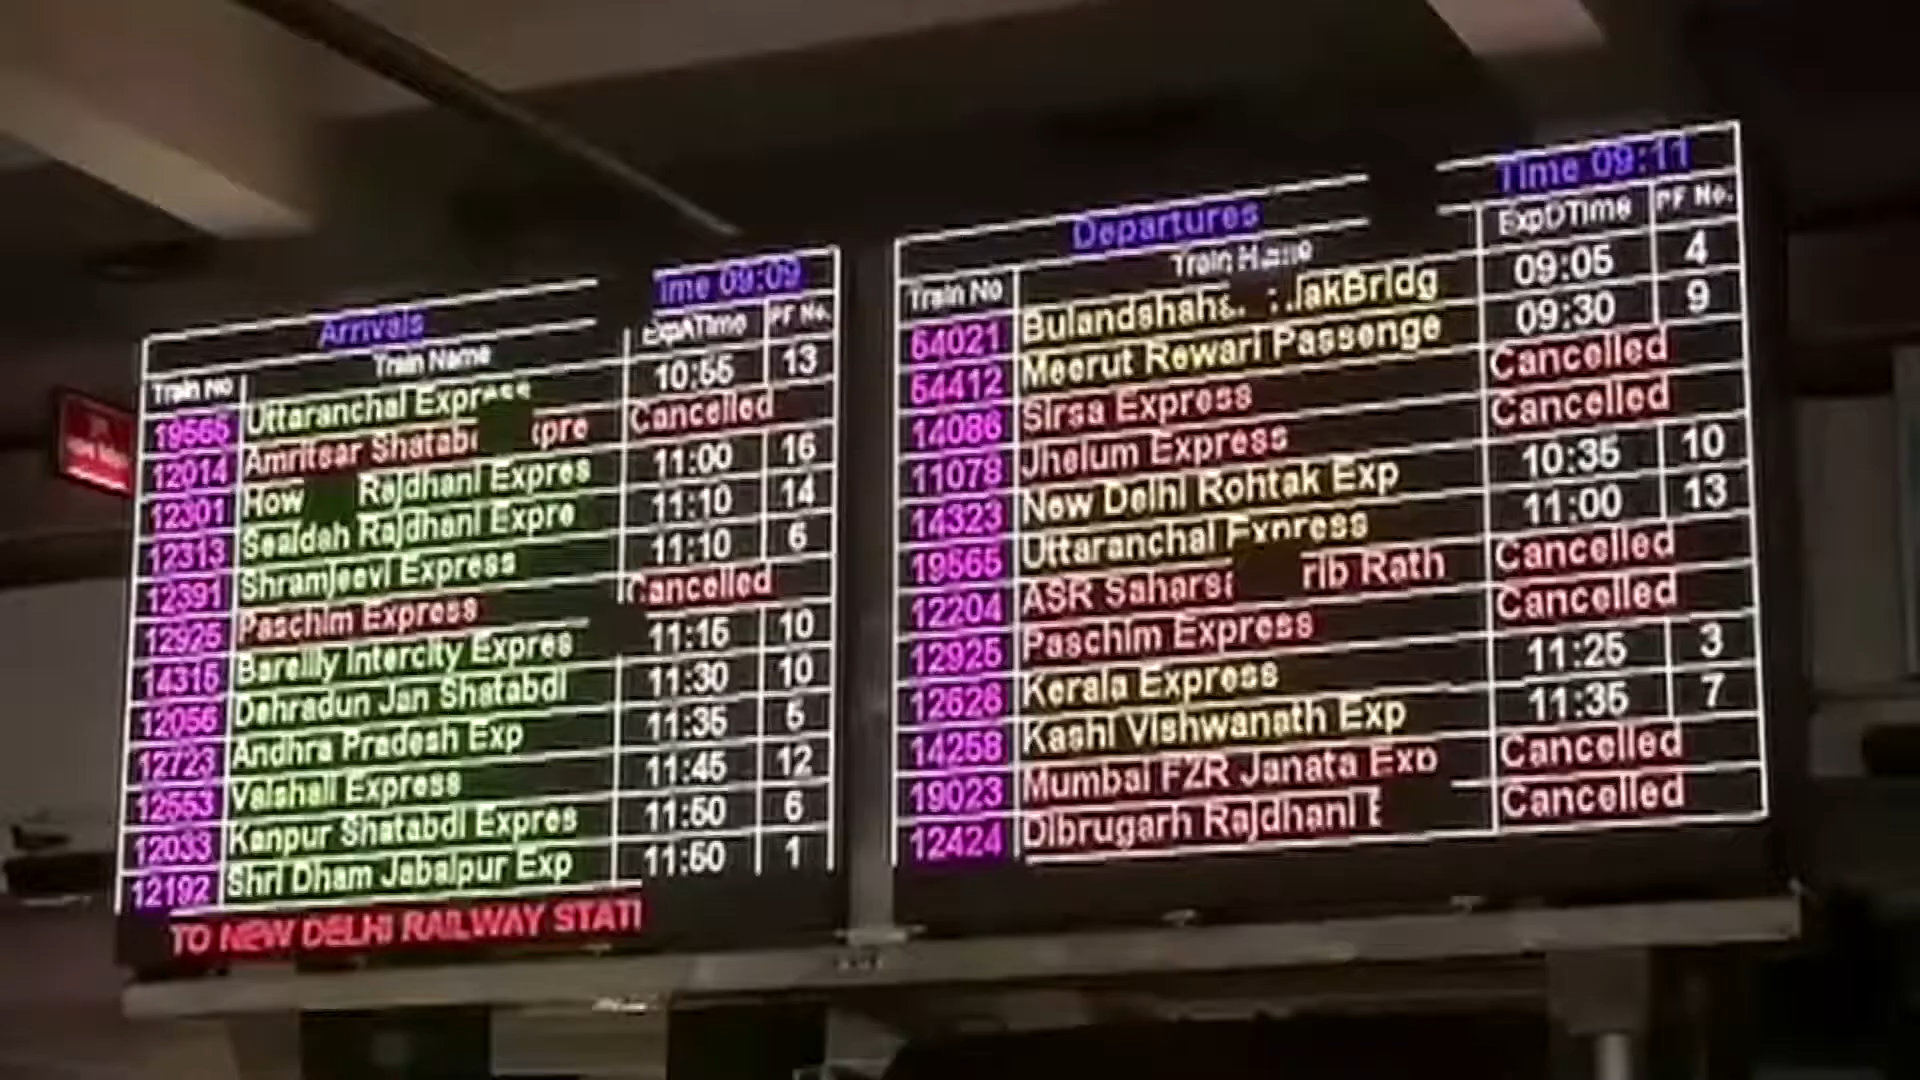 Arrivals ime 09:09
Train No Train Name ExpATime PF No.
19565 Uttaranchal Express 10:55 13
12014 Amritsar Shatab xpre Cancelled
12301 How Rajdhani Expres 11:00 16
12313 Sealdah Rajdhani Expre 11:10 14
12391 Shramjeevi Express 11:10 6
12925 Paschim Express Cancelled
14315 Bareilly Intercity Expres 11:15 10
12056 Dehradun Jan Shatabdi 11:30 10
12723 Andhra Pradesh Exp 11:35 5
12553 Vaishali Express 11:45 12
12033 Kanpur Shatabdi Expres 11:50 6
12192 Shri Dham Jabalpur Exp 11:50 1
TO NEW DELHI RAILWAY STATI
Departures Time 09:11
Train No Train Name ExpDTime PF No.
64021 09:05 4
54412 Meerut Rewari Passenge 09:30 9
14086 Sirsa Express Cancelled
11078 Jhelum Express Cancelled
14323 New Delhi Rohtak Exp 10:35 10
19565 Uttaranchal Express 11:00 13
12204 ASR Saharsa rib Rath Cancelled
12925 Paschim Express Cancelled
12626 Kerala Express 11:25 3
14258 Kashi Vishwanath Exp 11:35 7
19023 Mumbai FZR Janata Exp Cancelled
12424 Dibrugarh Rajdhani E Cancelled